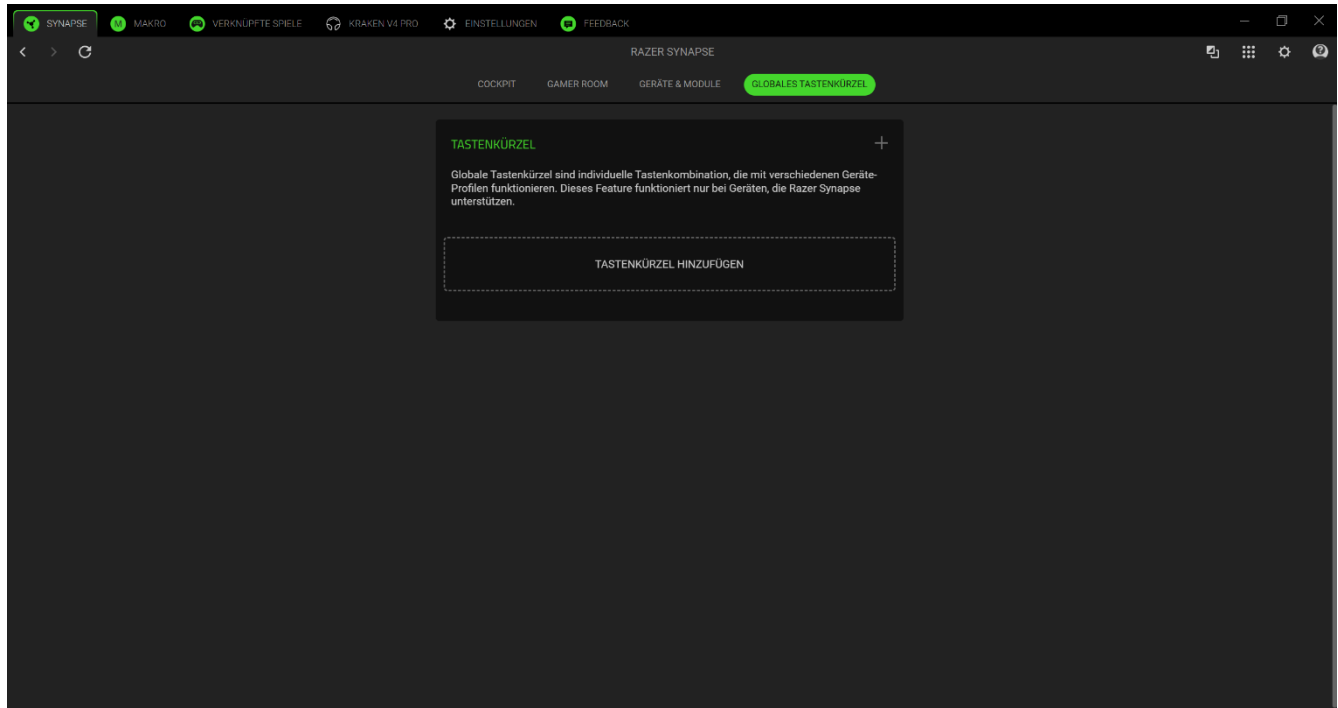 SYNAPSE
M MAKRO
VERKNÜPFTE SPIELE
KRAKEN V4 PRO
EINSTELLUNGEN
FEEDBACK
RAZER SYNAPSE
COCKPIT
GAMER ROOM
GERÄTE & MODULE
GLOBALES TASTENKÜRZEL
TASTENKÜRZEL
Globale Tastenkürzel sind individuelle Tastenkombination, die mit verschiedenen Geräte-
Profilen funktionieren. Dieses Feature funktioniert nur bei Geräten, die Razer Synapse
unterstützen.
TASTENKÜRZEL HINZUFÜGEN